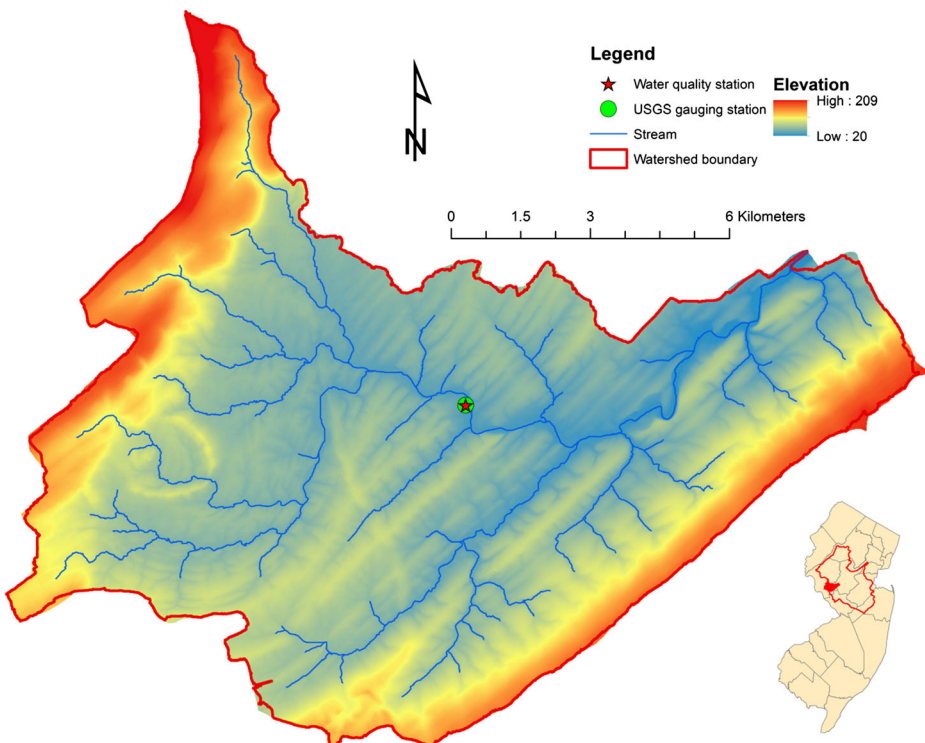 Legend
Water quality station
USGS gauging station
Stream
Watershed boundary
Elevation
High : 209
Low : 20
N
0 1.5 3 6 Kilometers